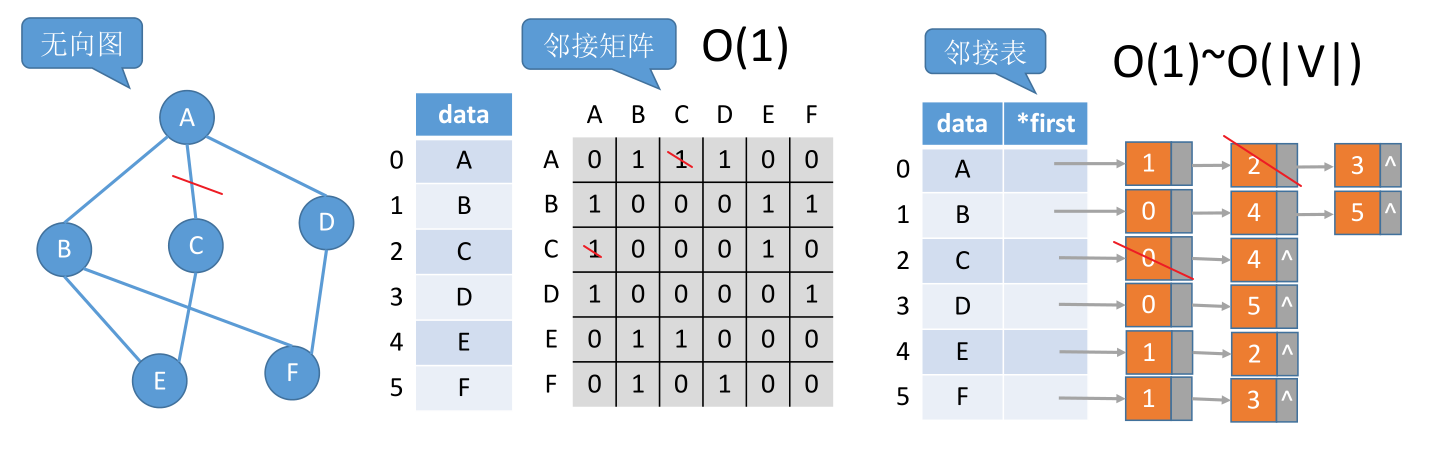 无向图
A
B
C
D
E
F
data
0 A
1 B
2 C
3 D
4 E
5 F
邻接矩阵
O(1)
A B C D E F
A 0 1 1 1 0 0
B 1 0 0 0 1 1
C 1 0 0 0 1 0
D 1 0 0 0 0 1
E 0 1 1 0 0 0
F 0 1 0 1 0 0
邻接表
O(1)~O(|V|)
data *first
0 A 1 2 3 ^
1 B 0 4 5 ^
2 C 0 4 ^
3 D 0 5 ^
4 E 1 2 ^
5 F 1 3 ^